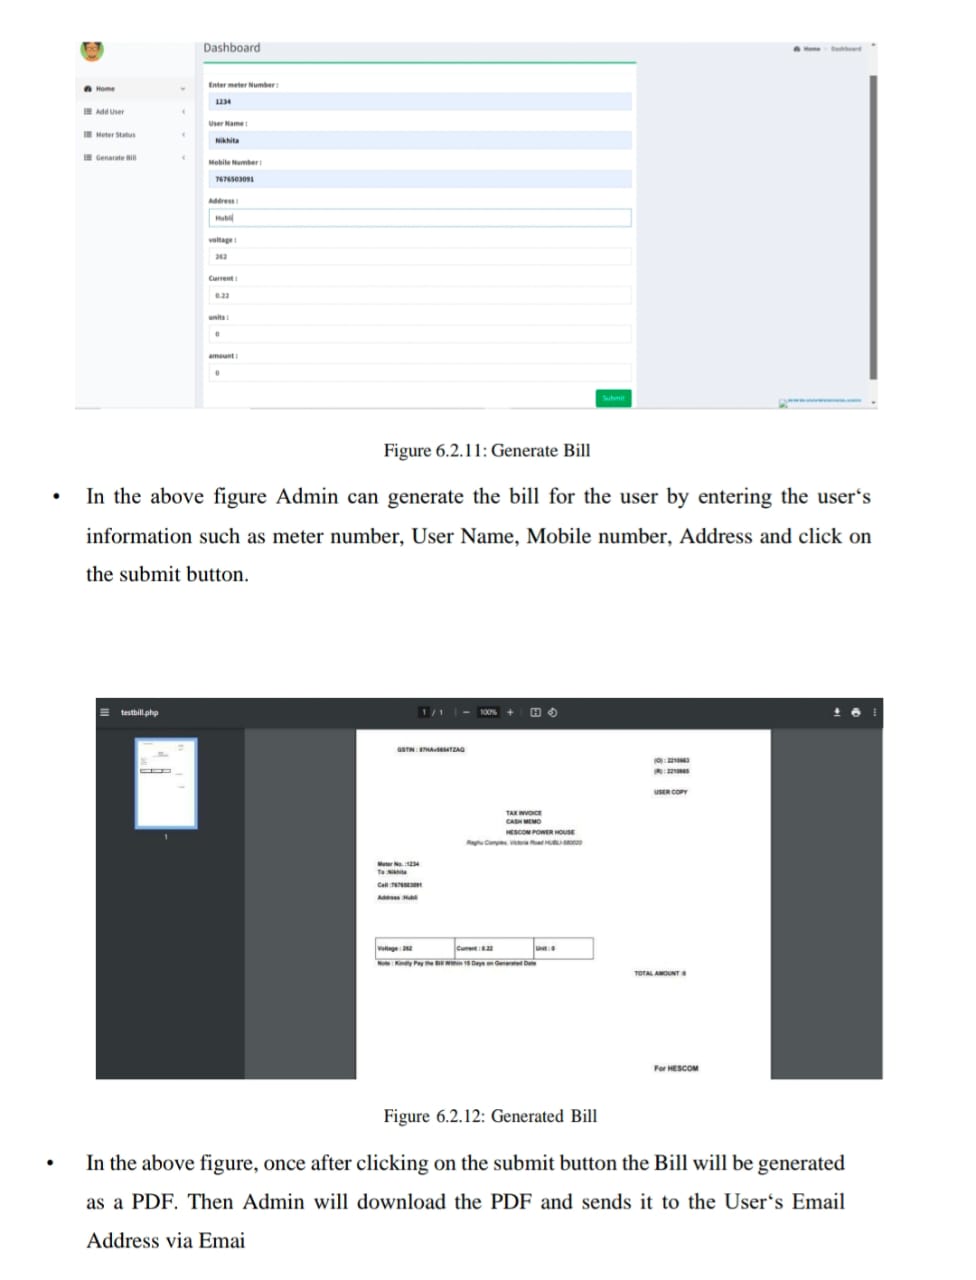 Dashboard
Home
Dashboard
Home
Add User
Meter Status
Genarate Bill
Enter meter Number :
1234
User Name :
Nikhita
Mobile Number :
7676503091
Address :
Hubli
voltage :
262
Current :
0.22
units :
0
amount :
0
Submit
Figure 6.2.11: Generate Bill
• In the above figure Admin can generate the bill for the user by entering the user‘s
information such as meter number, User Name, Mobile number, Address and click on
the submit button.
testbill.php
1 / 1 | − 100% +
(O) : 2210963
USER COPY
TAX INVOICE
CASH MEMO
HESCOM POWER HOUSE
Raghu Complex, Victoria Road HUBLI-580020
Meter No. :1234
To :Nikhita
Cell :7676503091
Address :Hubli
Voltage : 262 Current : 0.22 Unit : 0
Note : Kindly Pay the Bill Within 15 Days on Genarated Date
TOTAL AMOUNT :0
For HESCOM
1
Figure 6.2.12: Generated Bill
• In the above figure, once after clicking on the submit button the Bill will be generated
as a PDF. Then Admin will download the PDF and sends it to the User‘s Email
Address via Emai